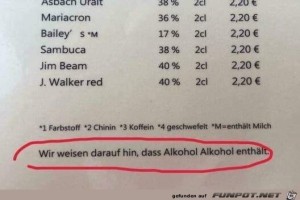 Asbach Uralt 38 % 2cl 2,20 €
Mariacron 36 % 2cl 2,20 €
Bailey' S *M 17 % 2cl 2,20 €
Sambuca 38 % 2cl 2,20 €
Jim Beam 40 % 2cl 2,20 €
J. Walker red 40 % 2cl 2,20 €
*1 Farbstoff *2 Chinin *3 Koffein *4 geschwefelt *M=enthält Milch
Wir weisen darauf hin, dass Alkohol Alkohol enthält.
gefunden auf FUNPOT.NET